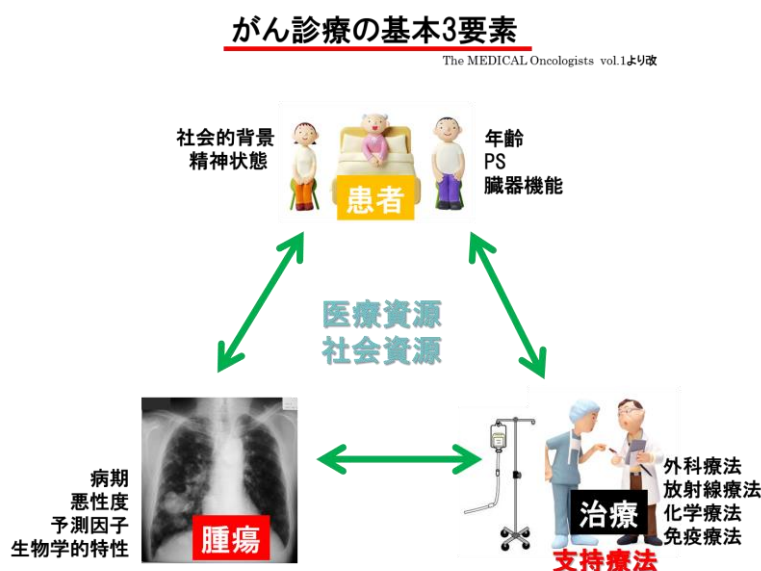 がん診療の基本3要素
The MEDICAL Oncologists vol.1より改
社会的背景
精神状態
年齢
PS
臓器機能
患者
医療資源
社会資源
病期
悪性度
予測因子
生物学的特性
腫瘍
治療
外科療法
放射線療法
化学療法
免疫療法
支持療法